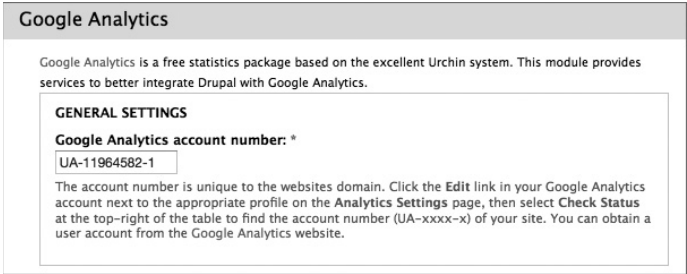 Google Analytics
Google Analytics is a free statistics package based on the excellent Urchin system. This module provides
services to better integrate Drupal with Google Analytics.
GENERAL SETTINGS
Google Analytics account number: *
UA-11964582-1
The account number is unique to the websites domain. Click the Edit link in your Google Analytics
account next to the appropriate profile on the Analytics Settings page, then select Check Status
at the top-right of the table to find the account number (UA-xxxx-x) of your site. You can obtain a
user account from the Google Analytics website.